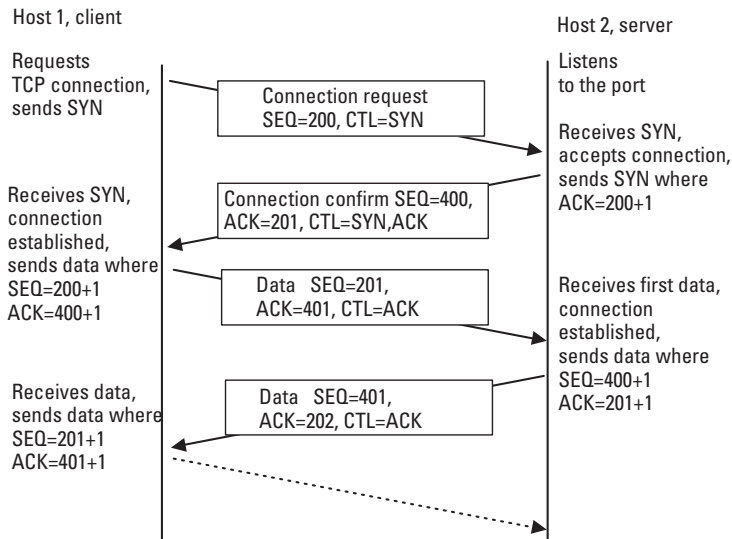 Host 1, client
Host 2, server
Requests
TCP connection,
sends SYN
Listens
to the port
Connection request
SEQ=200, CTL=SYN
Receives SYN,
accepts connection,
sends SYN where
ACK=200+1
Receives SYN,
connection
established,
sends data where
SEQ=200+1
ACK=400+1
Connection confirm SEQ=400,
ACK=201, CTL=SYN,ACK
Data SEQ=201,
ACK=401, CTL=ACK
Receives first data,
connection
established,
sends data where
SEQ=400+1
ACK=201+1
Receives data,
sends data where
SEQ=201+1
ACK=401+1
Data SEQ=401,
ACK=202, CTL=ACK